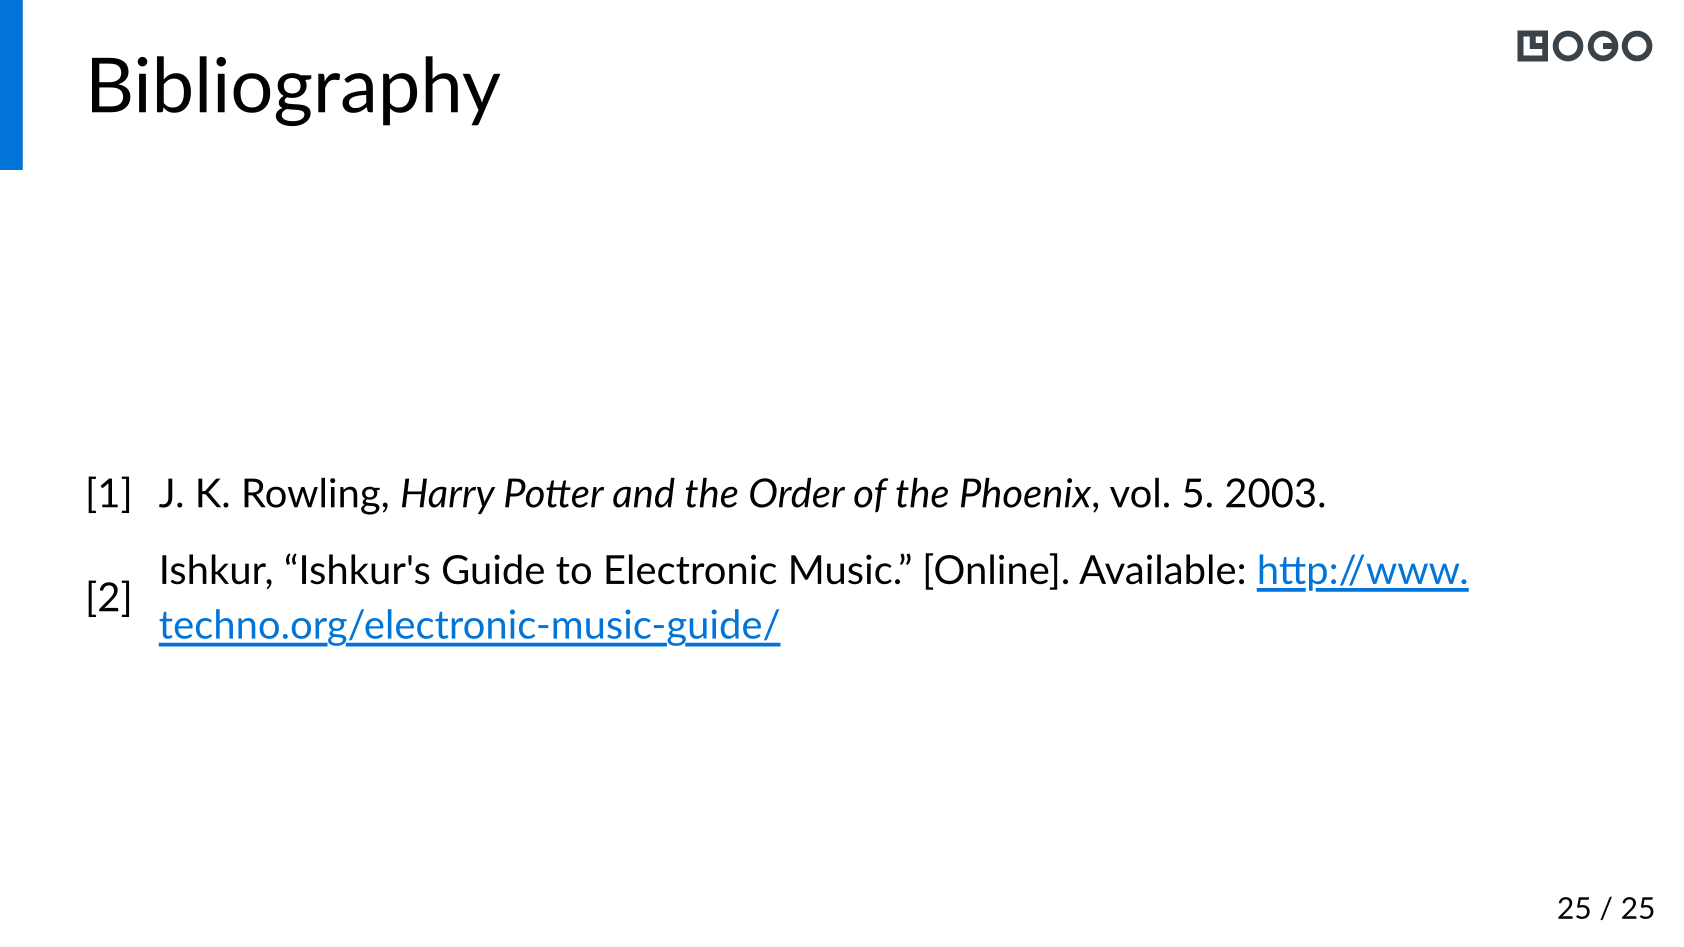 Bibliography
LOGO
[1] J. K. Rowling, Harry Potter and the Order of the Phoenix, vol. 5. 2003.
[2] Ishkur, “Ishkur's Guide to Electronic Music.” [Online]. Available: http://www.
techno.org/electronic-music-guide/
25 / 25